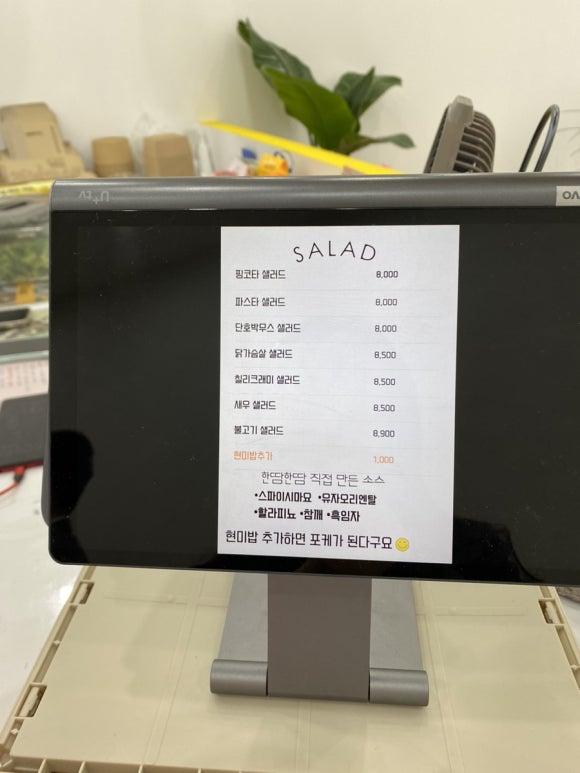 U+tv
SALAD
핑코타 샐러드 8,000
파스타 샐러드 8,000
단호박무스 샐러드 8,000
닭가슴살 샐러드 8,500
칠리크래미 샐러드 8,500
새우 샐러드 8,500
불고기 샐러드 8,900
현미밥추가 1,000
한땀한땀 직접 만든 소스
•스파이시마요 •유자오리엔탈
•할라피뇨 •참깨 •흑임자
현미밥 추가하면 포케가 된다구요